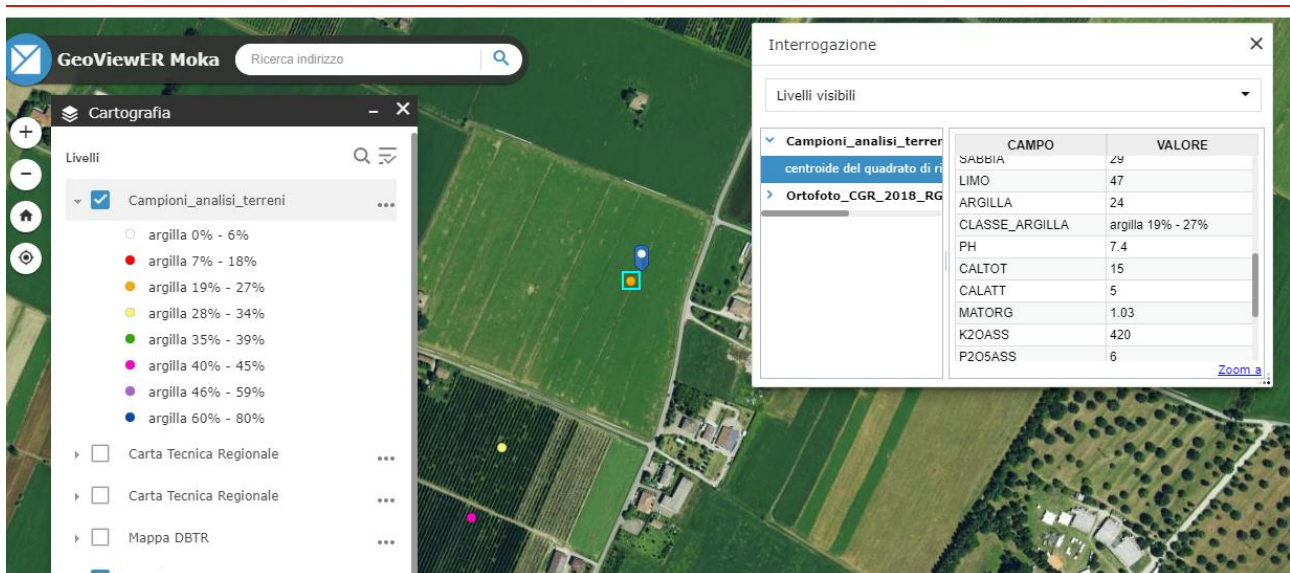 GeoViewER Moka
Ricerca indirizzo
Cartografia
Livelli
Campioni_analisi_terreni
argilla 0% - 6%
argilla 7% - 18%
argilla 19% - 27%
argilla 28% - 34%
argilla 35% - 39%
argilla 40% - 45%
argilla 46% - 59%
argilla 60% - 80%
Carta Tecnica Regionale
Carta Tecnica Regionale
Mappa DBTR
Interrogazione
Livelli visibili
Campioni_analisi_terrer
centroide del quadrato di ri
Ortofoto_CGR_2018_RG
CAMPO VALORE
SABBIA 29
LIMO 47
ARGILLA 24
CLASSE_ARGILLA argilla 19% - 27%
PH 7.4
CALTOT 15
CALATT 5
MATORG 1.03
K2OASS 420
P2O5ASS 6
Zoom a